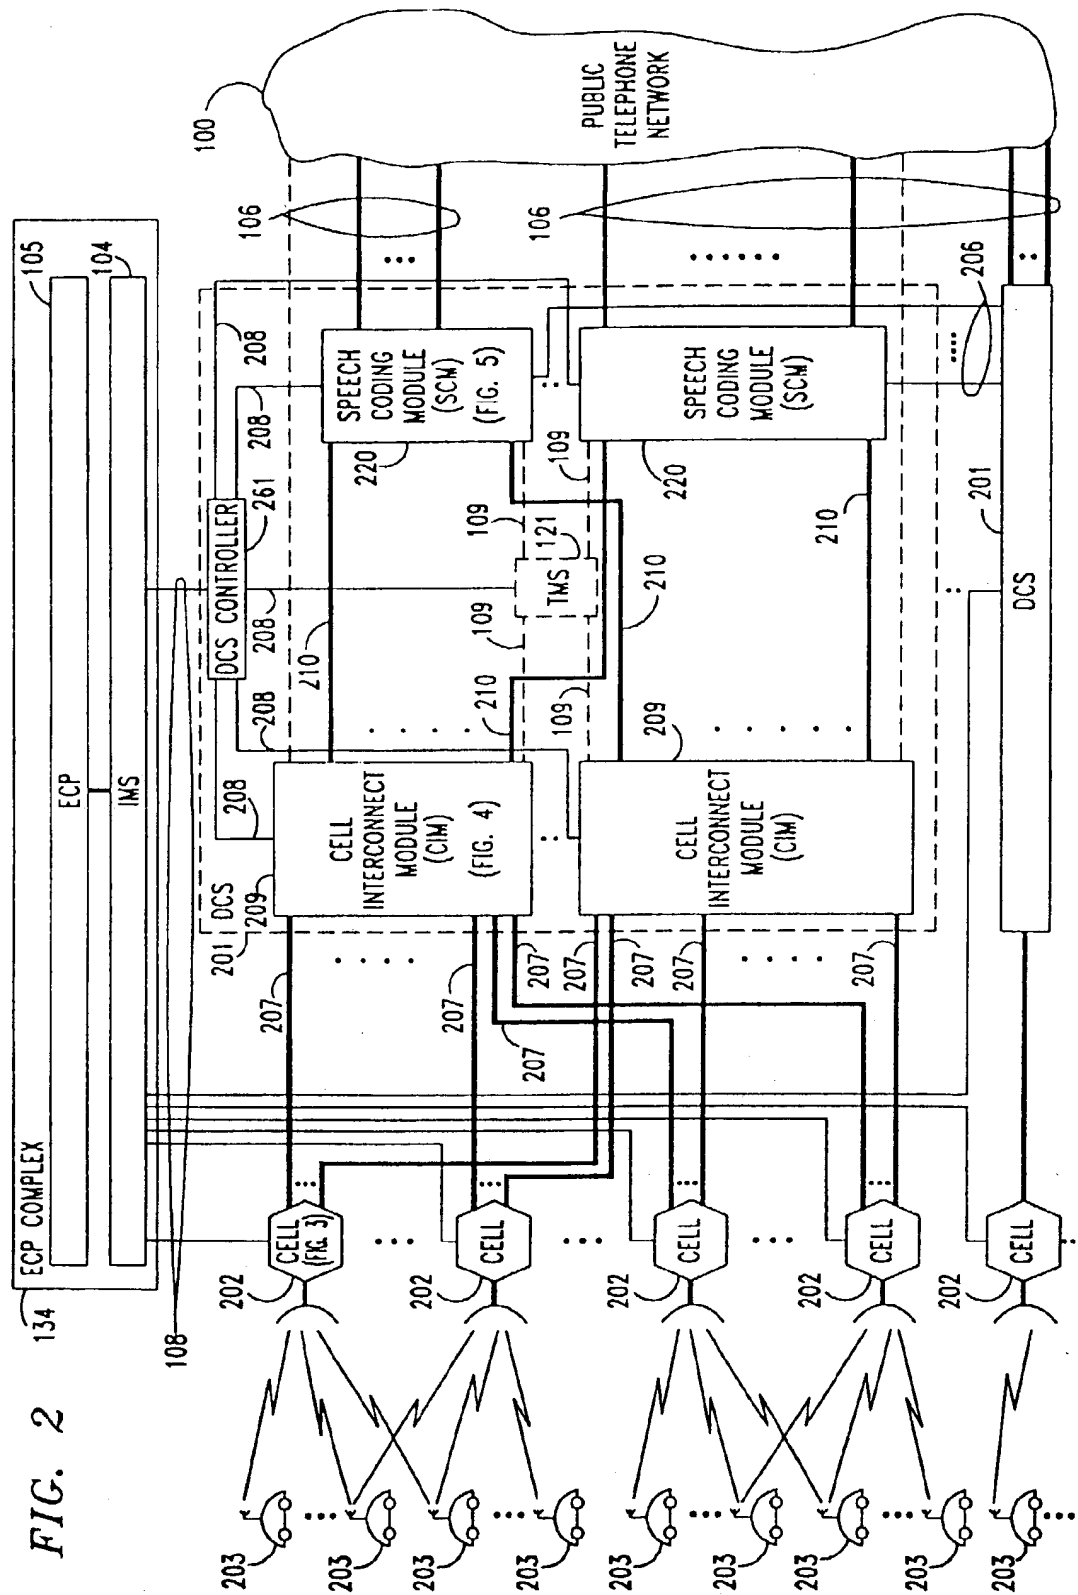 FIG. 2
134
ECP COMPLEX
ECP
105
IMS
104
108
201 DCS
DCS CONTROLLER
261
208
208
208
208
208
209
CELL
INTERCONNECT
MODULE
(CIM)
(FIG. 4)
209
CELL
INTERCONNECT
MODULE
(CIM)
210
210
210
210
109
109
109
109
TMS
121
220
SPEECH
CODING
MODULE
(SCM)
(FIG. 5)
220
SPEECH
CODING
MODULE
(SCM)
106
106
100
PUBLIC
TELEPHONE
NETWORK
206
201
DCS
207
207
207
207
207
207
207
207
202
CELL
(FIG. 3)
202
CELL
202
CELL
202
CELL
202
CELL
203
203
203
203
203
203
203
203
203